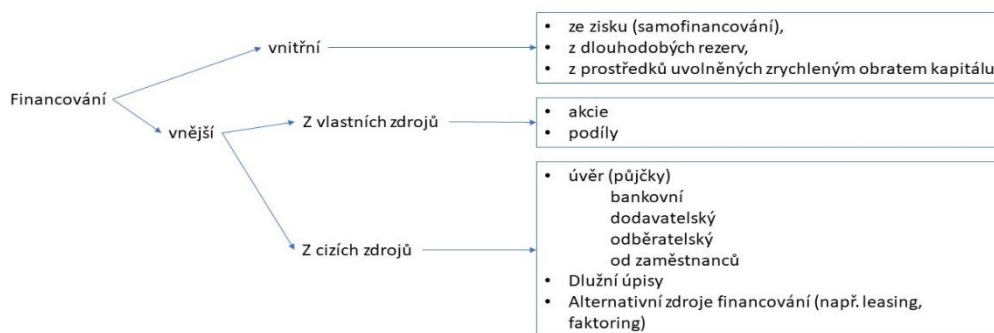 Financování
vnitřní
• ze zisku (samofinancování),
• z dlouhodobých rezerv,
• z prostředků uvolněných zrychleným obratem kapitálu
vnější
Z vlastních zdrojů
• akcie
• podíly
Z cizích zdrojů
• úvěr (půjčky)
bankovní
dodavatelský
odběratelský
od zaměstnanců
• Dlužní úpisy
• Alternativní zdroje financování (např. leasing,
faktoring)